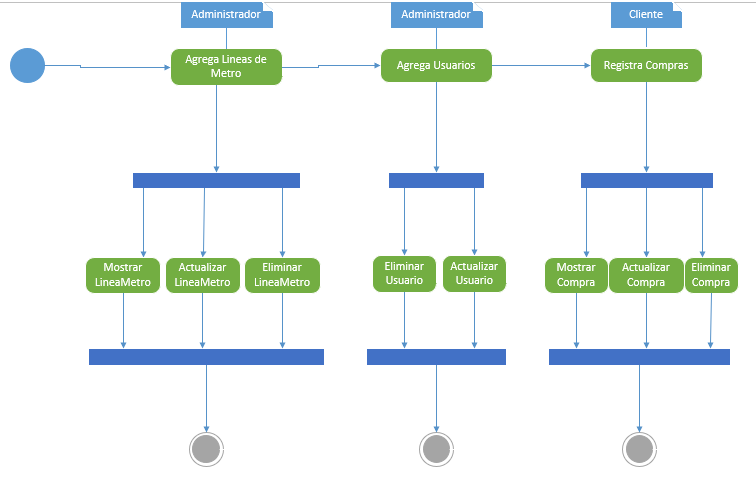 Administrador
Administrador
Cliente
Agrega Lineas de
Metro
Agrega Usuarios
Registra Compras
Mostrar
LineaMetro
Actualizar
LineaMetro
Eliminar
LineaMetro
Eliminar
Usuario
Actualizar
Usuario
Mostrar
Compra
Actualizar
Compra
Eliminar
Compra